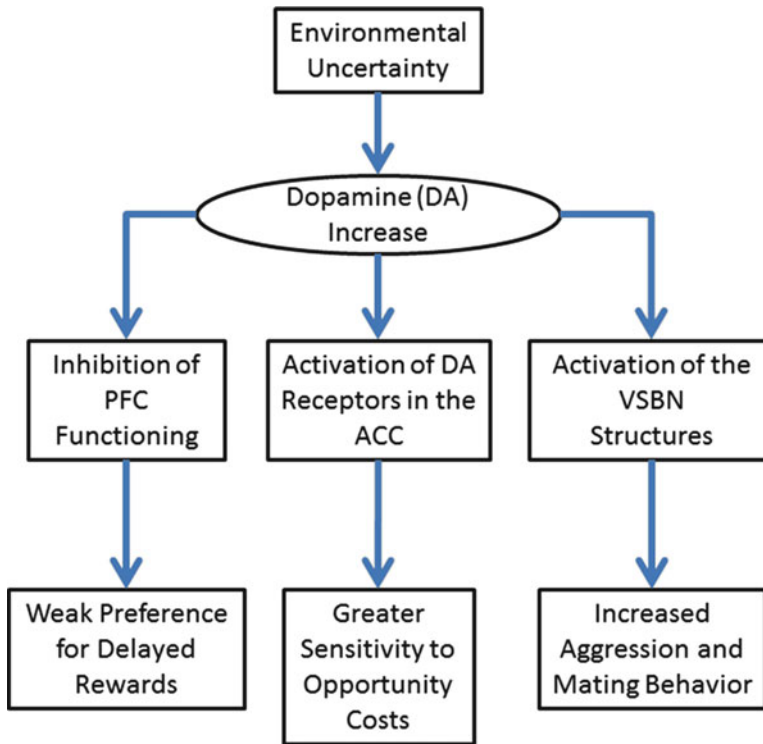 Environmental
Uncertainty
Dopamine (DA)
Increase
Inhibition of
PFC
Functioning
Activation of DA
Receptors in the
ACC
Activation of the
VSBN
Structures
Weak Preference
for Delayed
Rewards
Greater
Sensitivity to
Opportunity
Costs
Increased
Aggression and
Mating Behavior